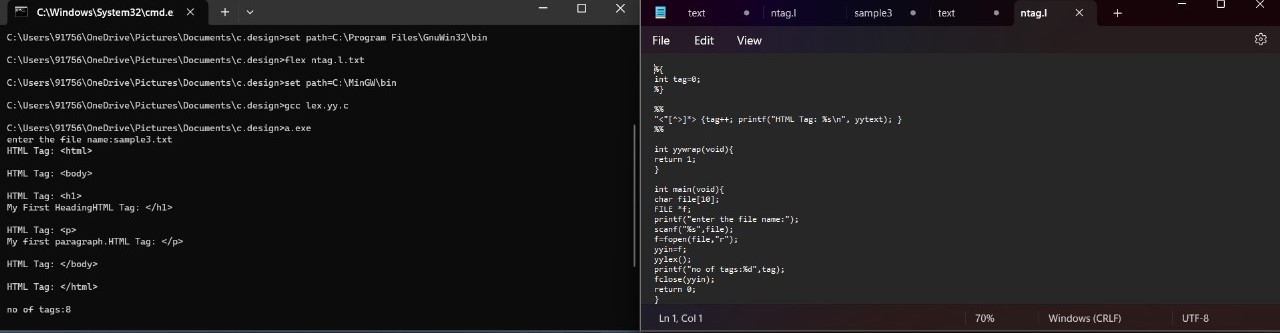 C:\Windows\System32\cmd.e
C:\Users\91756\OneDrive\Pictures\Documents\c.design>set path=C:\Program Files\GnuWin32\bin
C:\Users\91756\OneDrive\Pictures\Documents\c.design>flex ntag.l.txt
C:\Users\91756\OneDrive\Pictures\Documents\c.design>set path=C:\MinGW\bin
C:\Users\91756\OneDrive\Pictures\Documents\c.design>gcc lex.yy.c
C:\Users\91756\OneDrive\Pictures\Documents\c.design>a.exe
enter the file name:sample3.txt
HTML Tag: <html>
HTML Tag: <body>
HTML Tag: <h1>
My First HeadingHTML Tag: </h1>
HTML Tag: <p>
My first paragraph.HTML Tag: </p>
HTML Tag: </body>
HTML Tag: </html>
no of tags:8
text ntag.l sample3 text ntag.l
File Edit View
%{
int tag=0;
%}
%%
"<"[^>]*> {tag++; printf("HTML Tag: %s\n", yytext); }
%%
int yywrap(void){
return 1;
}
int main(void){
char file[10];
FILE *f;
printf("enter the file name:");
scanf("%s",file);
f=fopen(file,"r");
yyin=f;
yylex();
printf("no of tags:%d",tag);
fclose(yyin);
return 0;
}
Ln 1, Col 1 70% Windows (CRLF) UTF-8